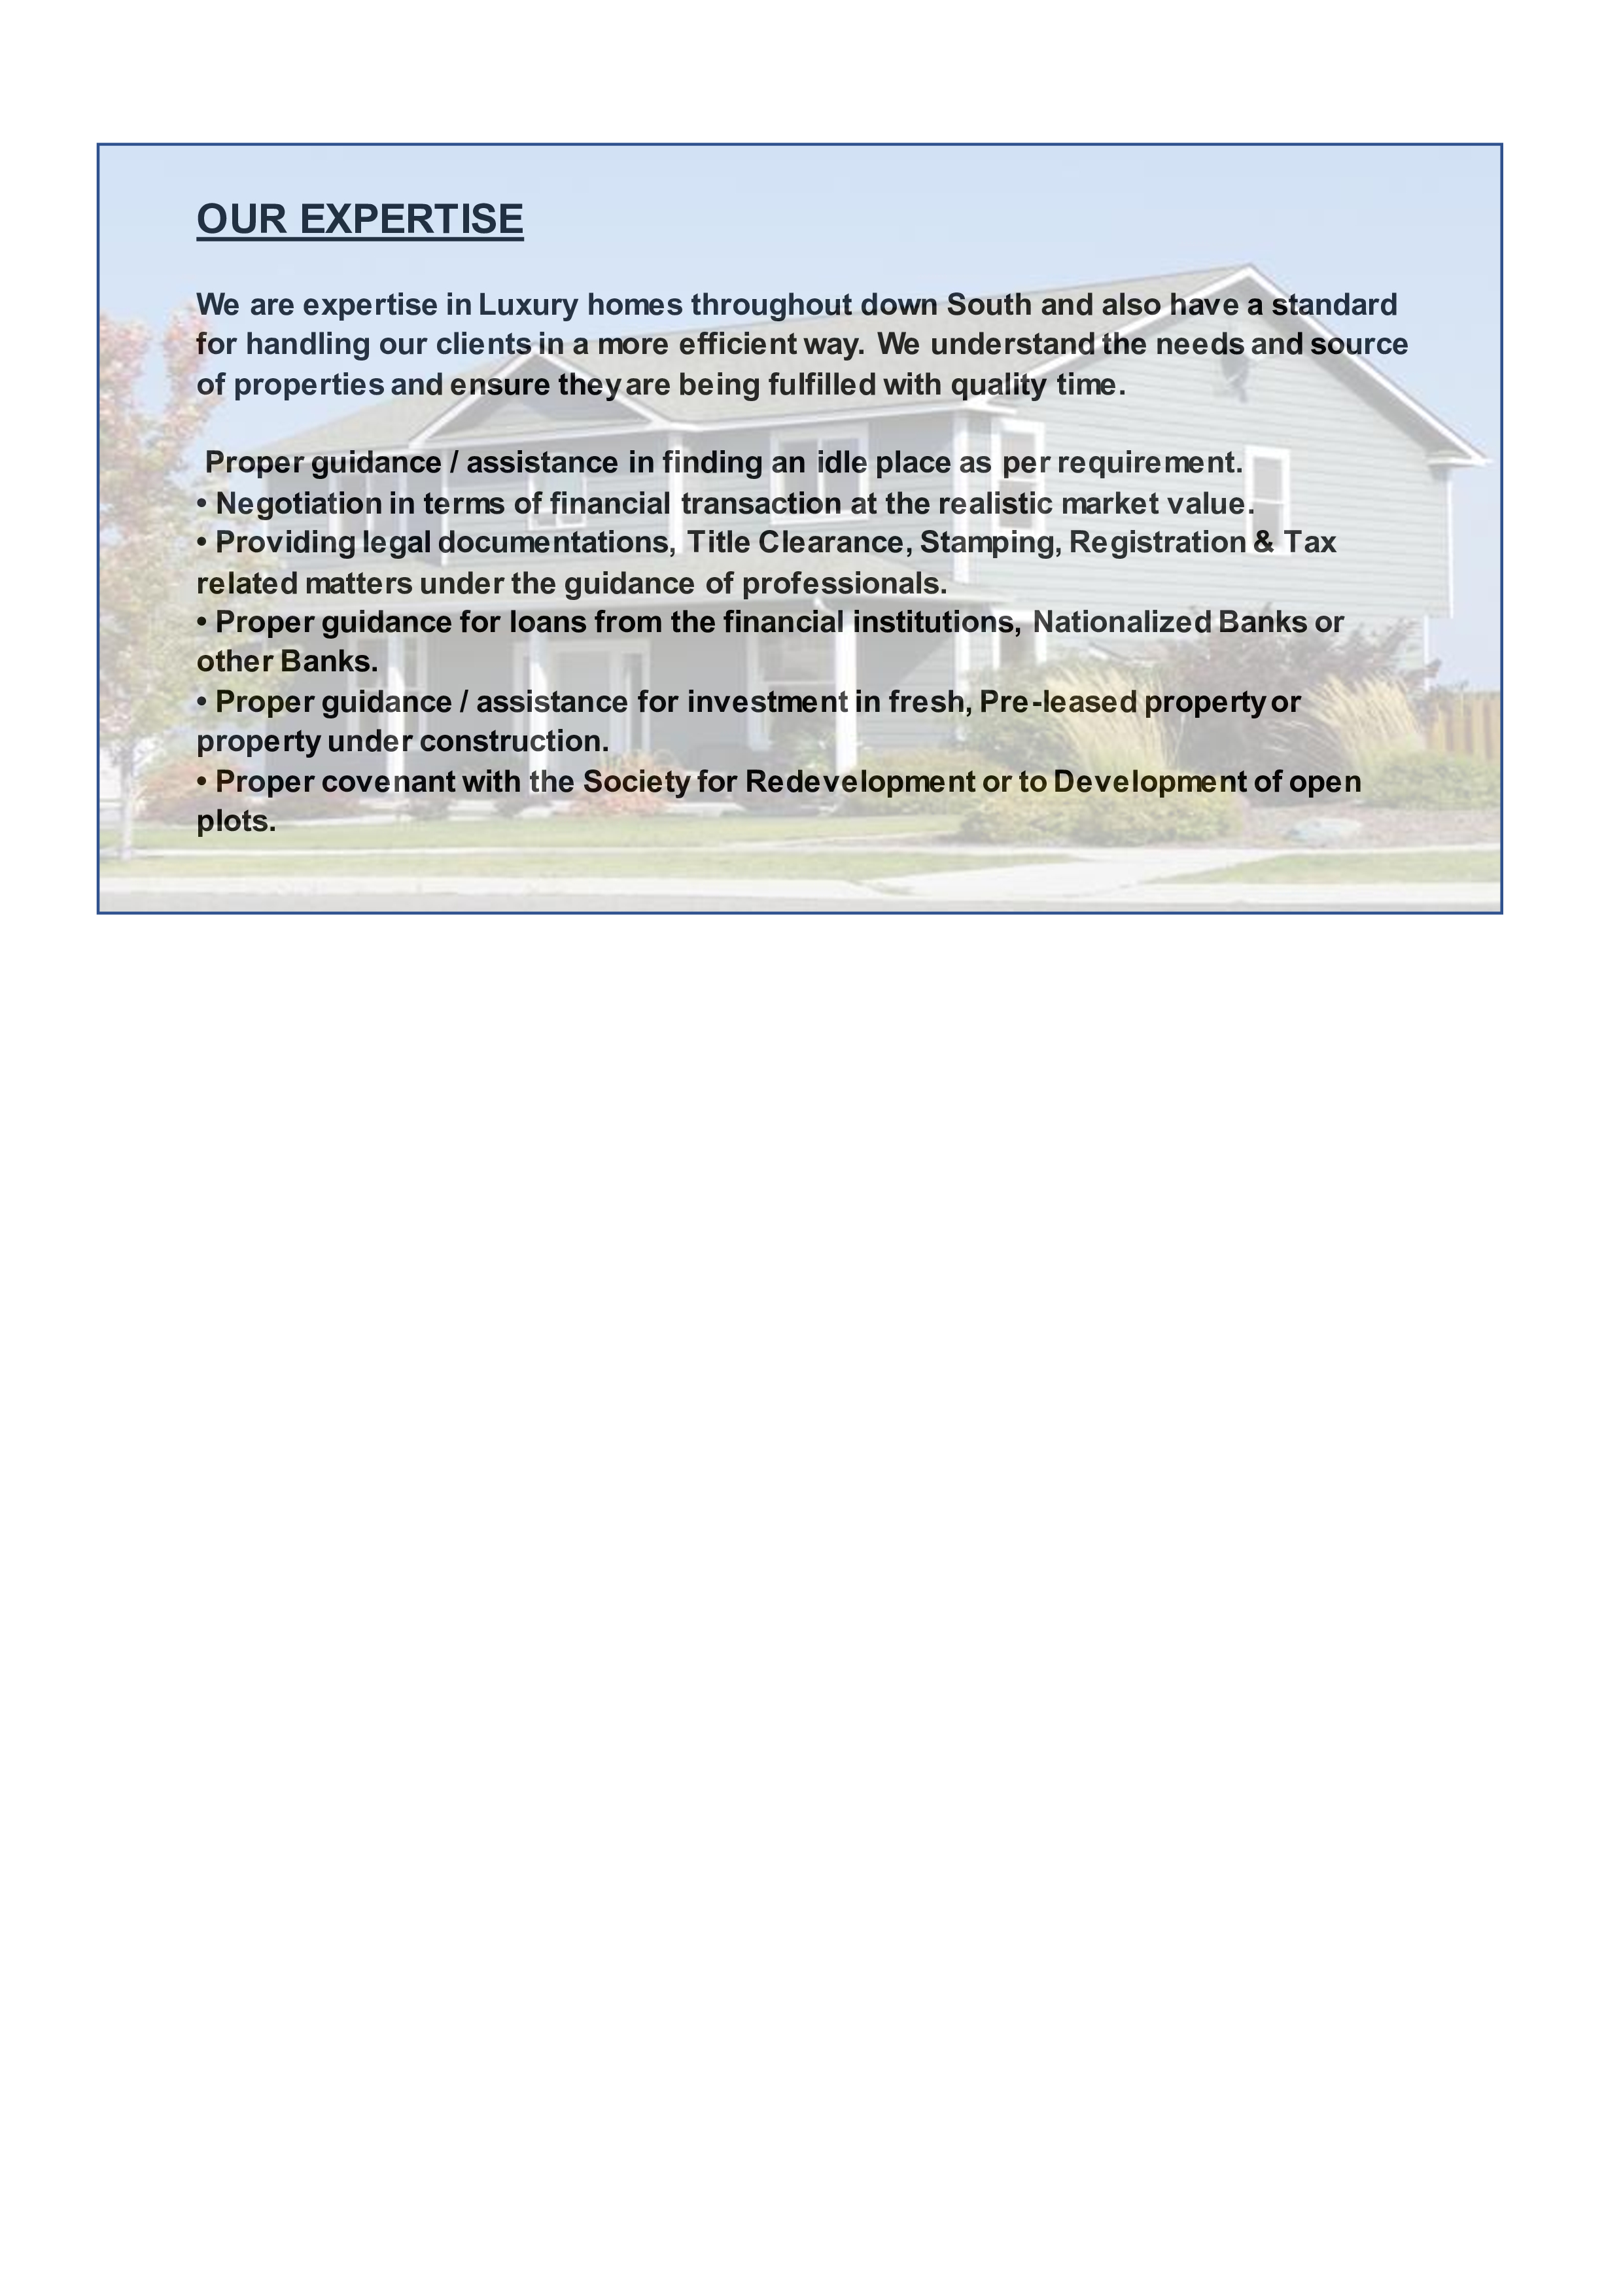 OUR EXPERTISE
We are expertise in Luxury homes throughout down South and also have a standard
for handling our clients in a more efficient way. We understand the needs and source
of properties and ensure they are being fulfilled with quality time.
Proper guidance / assistance in finding an idle place as per requirement.
• Negotiation in terms of financial transaction at the realistic market value.
• Providing legal documentations, Title Clearance, Stamping, Registration & Tax
related matters under the guidance of professionals.
• Proper guidance for loans from the financial institutions, Nationalized Banks or
other Banks.
• Proper guidance / assistance for investment in fresh, Pre-leased property or
property under construction.
• Proper covenant with the Society for Redevelopment or to Development of open
plots.